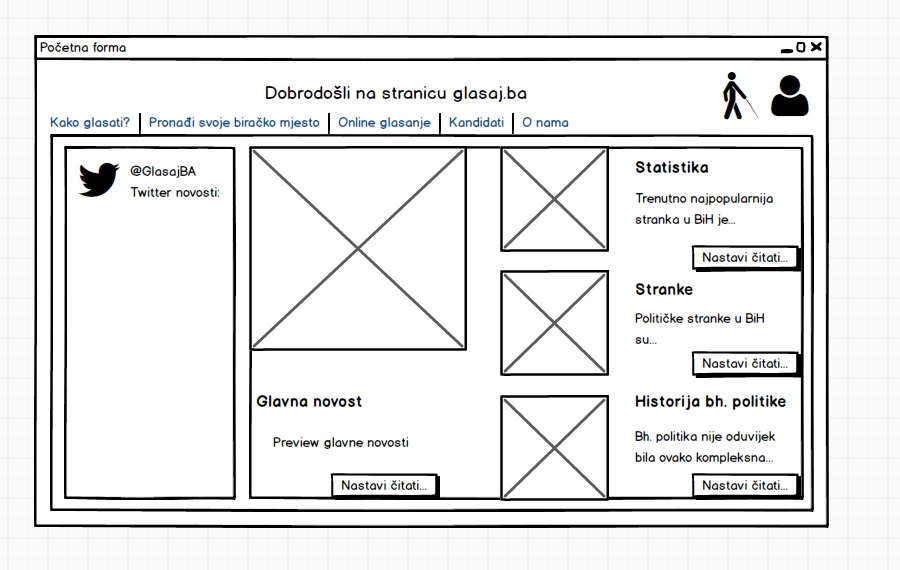 Početna forma
Dobrodošli na stranicu glasaj.ba
Kako glasati?
Pronađi svoje biračko mjesto
Online glasanje
Kandidati
O nama
@GlasajBA
Twitter novosti:
Glavna novost
Preview glavne novosti
Nastavi čitati...
Statistika
Trenutno najpopularnija
stranka u BiH je...
Nastavi čitati...
Stranke
Političke stranke u BiH
su...
Nastavi čitati...
Historija bh. politike
Bh. politika nije oduvijek
bila ovako kompleksna...
Nastavi čitati...